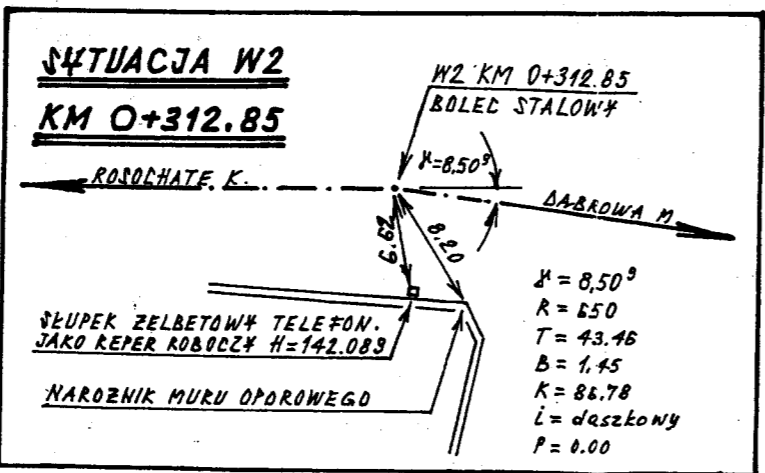 SYTUACJA W2
KM 0+312.85
W2 KM 0+312.85
BOLEC STALOWY
ROSOCHATE K.
γ=8,50g
DĄBROWA M
6.62
8.20
SŁUPEK ŻELBETOWY TELEFON.
JAKO REPER ROBOCZY H=142.089
NAROŻNIK MURU OPOROWEGO
γ = 8,50g
R = 650
T = 43.46
B = 1,45
K = 86.78
i = daszkowy
P = 0.00